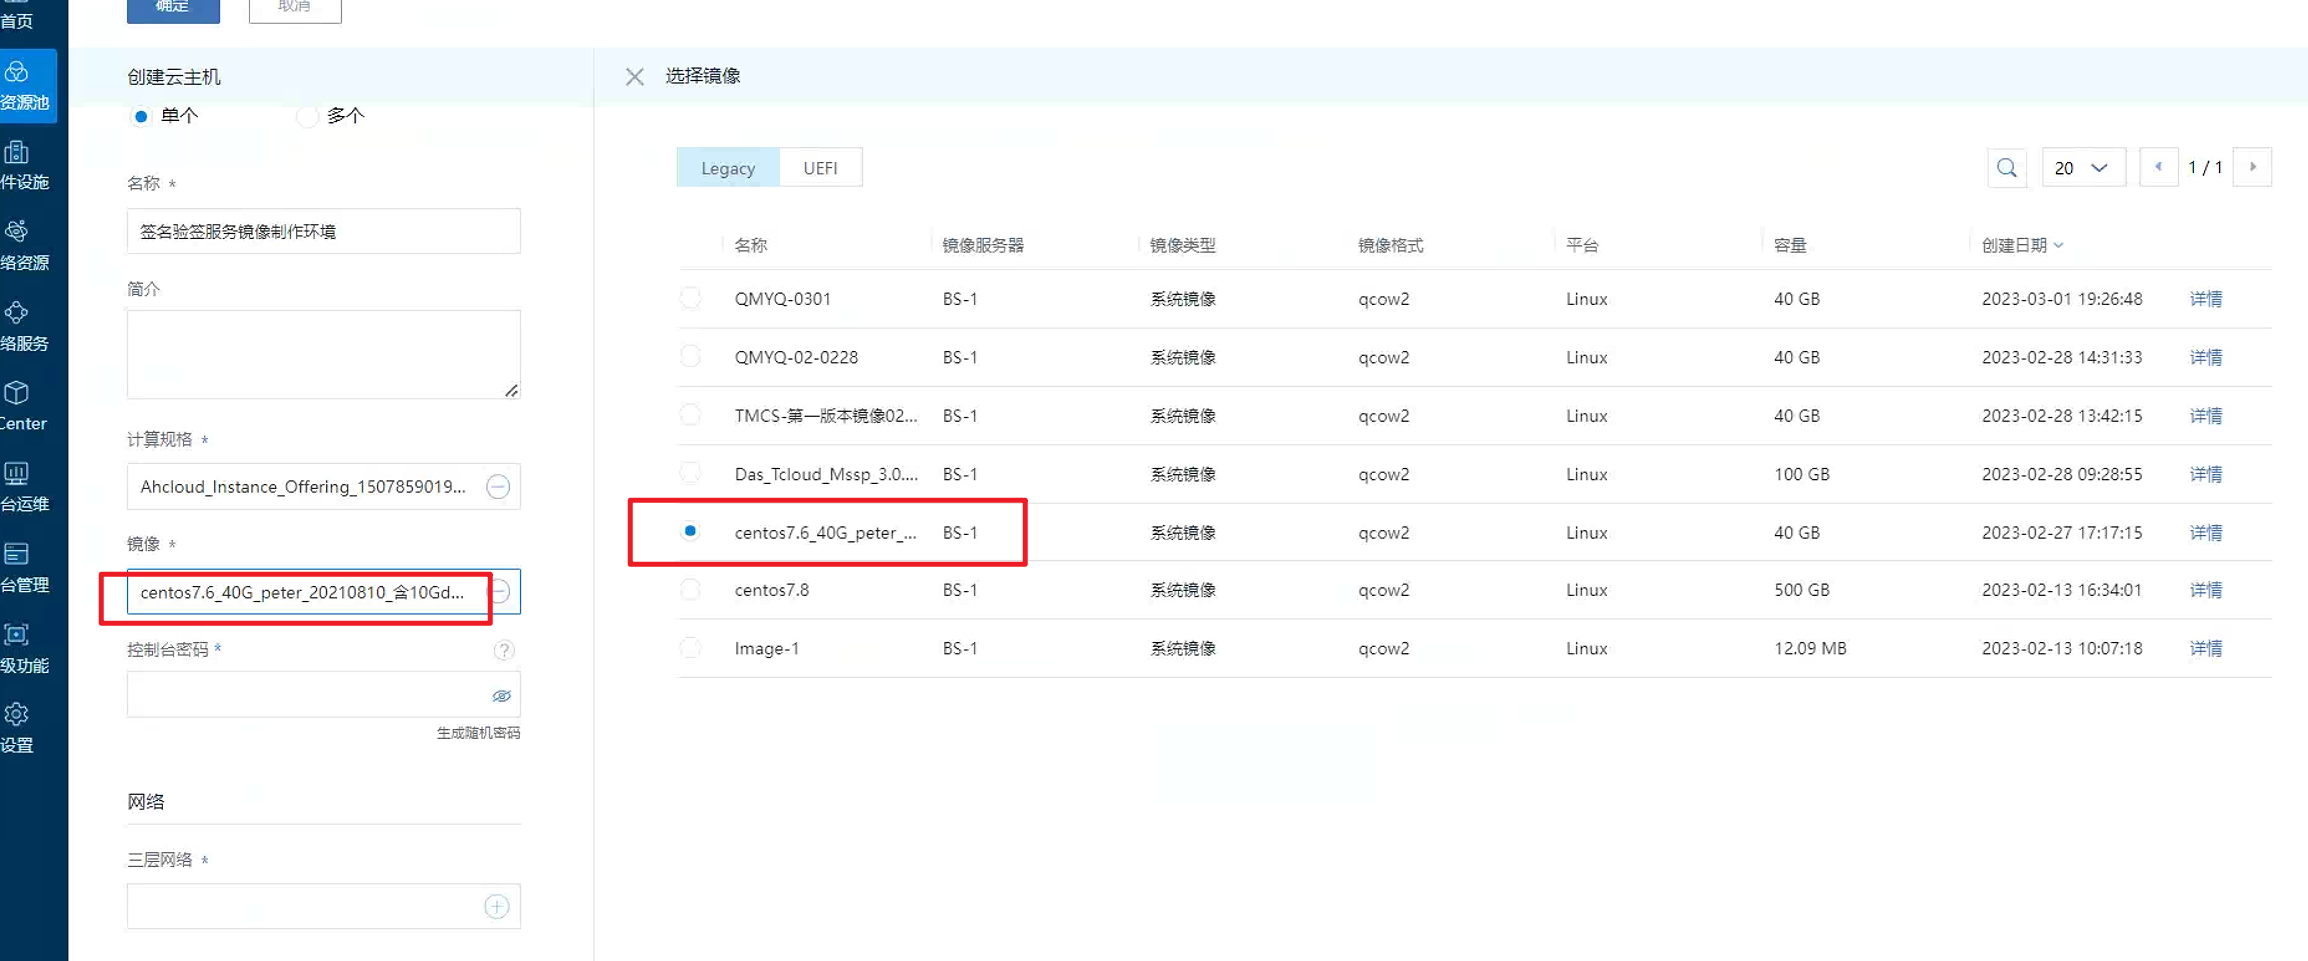 首页
资源池
件设施
络资源
络服务
Center
台运维
台管理
级功能
设置
确定
取消
创建云主机
单个
多个
名称 *
签名验签服务镜像制作环境
简介
计算规格 *
Ahcloud_Instance_Offering_1507859019...
镜像 *
centos7.6_40G_peter_20210810_含10Gd...
控制台密码 *
生成随机密码
网络
三层网络 *
选择镜像
Legacy UEFI
20 1 / 1
名称 镜像服务器 镜像类型 镜像格式 平台 容量 创建日期
QMYQ-0301 BS-1 系统镜像 qcow2 Linux 40 GB 2023-03-01 19:26:48 详情
QMYQ-02-0228 BS-1 系统镜像 qcow2 Linux 40 GB 2023-02-28 14:31:33 详情
TMCS-第一版本镜像02... BS-1 系统镜像 qcow2 Linux 40 GB 2023-02-28 13:42:15 详情
Das_Tcloud_Mssp_3.0.... BS-1 系统镜像 qcow2 Linux 100 GB 2023-02-28 09:28:55 详情
centos7.6_40G_peter_... BS-1 系统镜像 qcow2 Linux 40 GB 2023-02-27 17:17:15 详情
centos7.8 BS-1 系统镜像 qcow2 Linux 500 GB 2023-02-13 16:34:01 详情
Image-1 BS-1 系统镜像 qcow2 Linux 12.09 MB 2023-02-13 10:07:18 详情